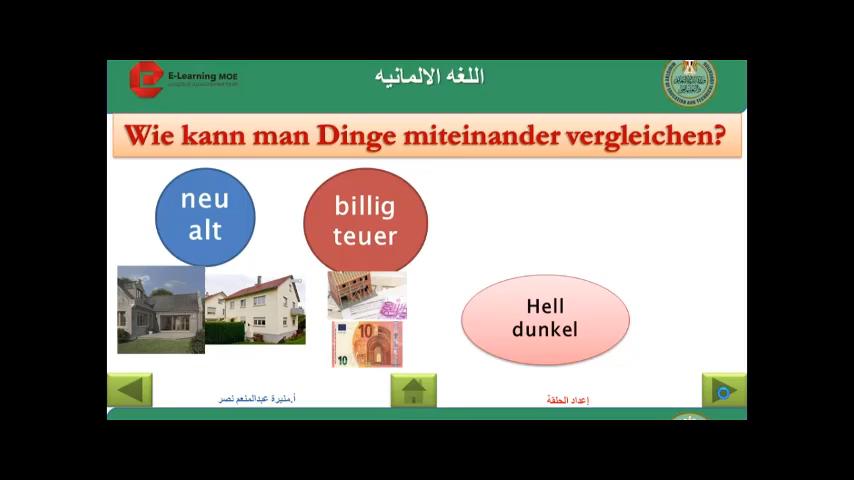 E-Learning MOE
اللغه الالمانيه
Wie kann man Dinge miteinander vergleichen?
neu
alt
billig
teuer
10
10
Hell
dunkel
أ.منيرة عبدالمنعم نصر
إعداد الحلقة